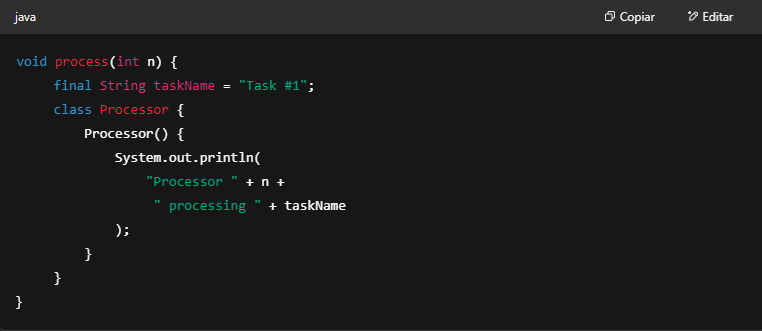 java Copiar Editar
void process(int n) {
    final String taskName = "Task #1";
    class Processor {
        Processor() {
            System.out.println(
                "Processor " + n +
                 " processing " + taskName
            );
        }
    }
}